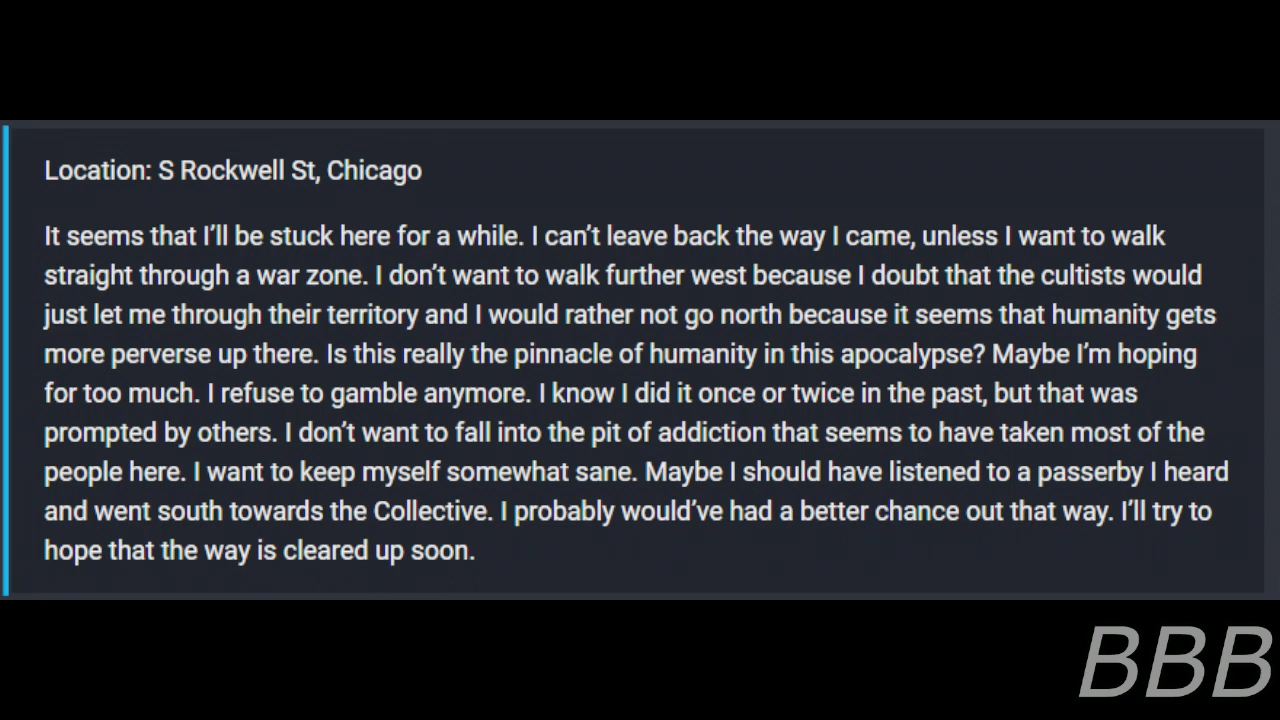 Location: S Rockwell St, Chicago
It seems that I’ll be stuck here for a while. I can’t leave back the way I came, unless I want to walk
straight through a war zone. I don’t want to walk further west because I doubt that the cultists would
just let me through their territory and I would rather not go north because it seems that humanity gets
more perverse up there. Is this really the pinnacle of humanity in this apocalypse? Maybe I’m hoping
for too much. I refuse to gamble anymore. I know I did it once or twice in the past, but that was
prompted by others. I don’t want to fall into the pit of addiction that seems to have taken most of the
people here. I want to keep myself somewhat sane. Maybe I should have listened to a passerby I heard
and went south towards the Collective. I probably would’ve had a better chance out that way. I’ll try to
hope that the way is cleared up soon.
BBB